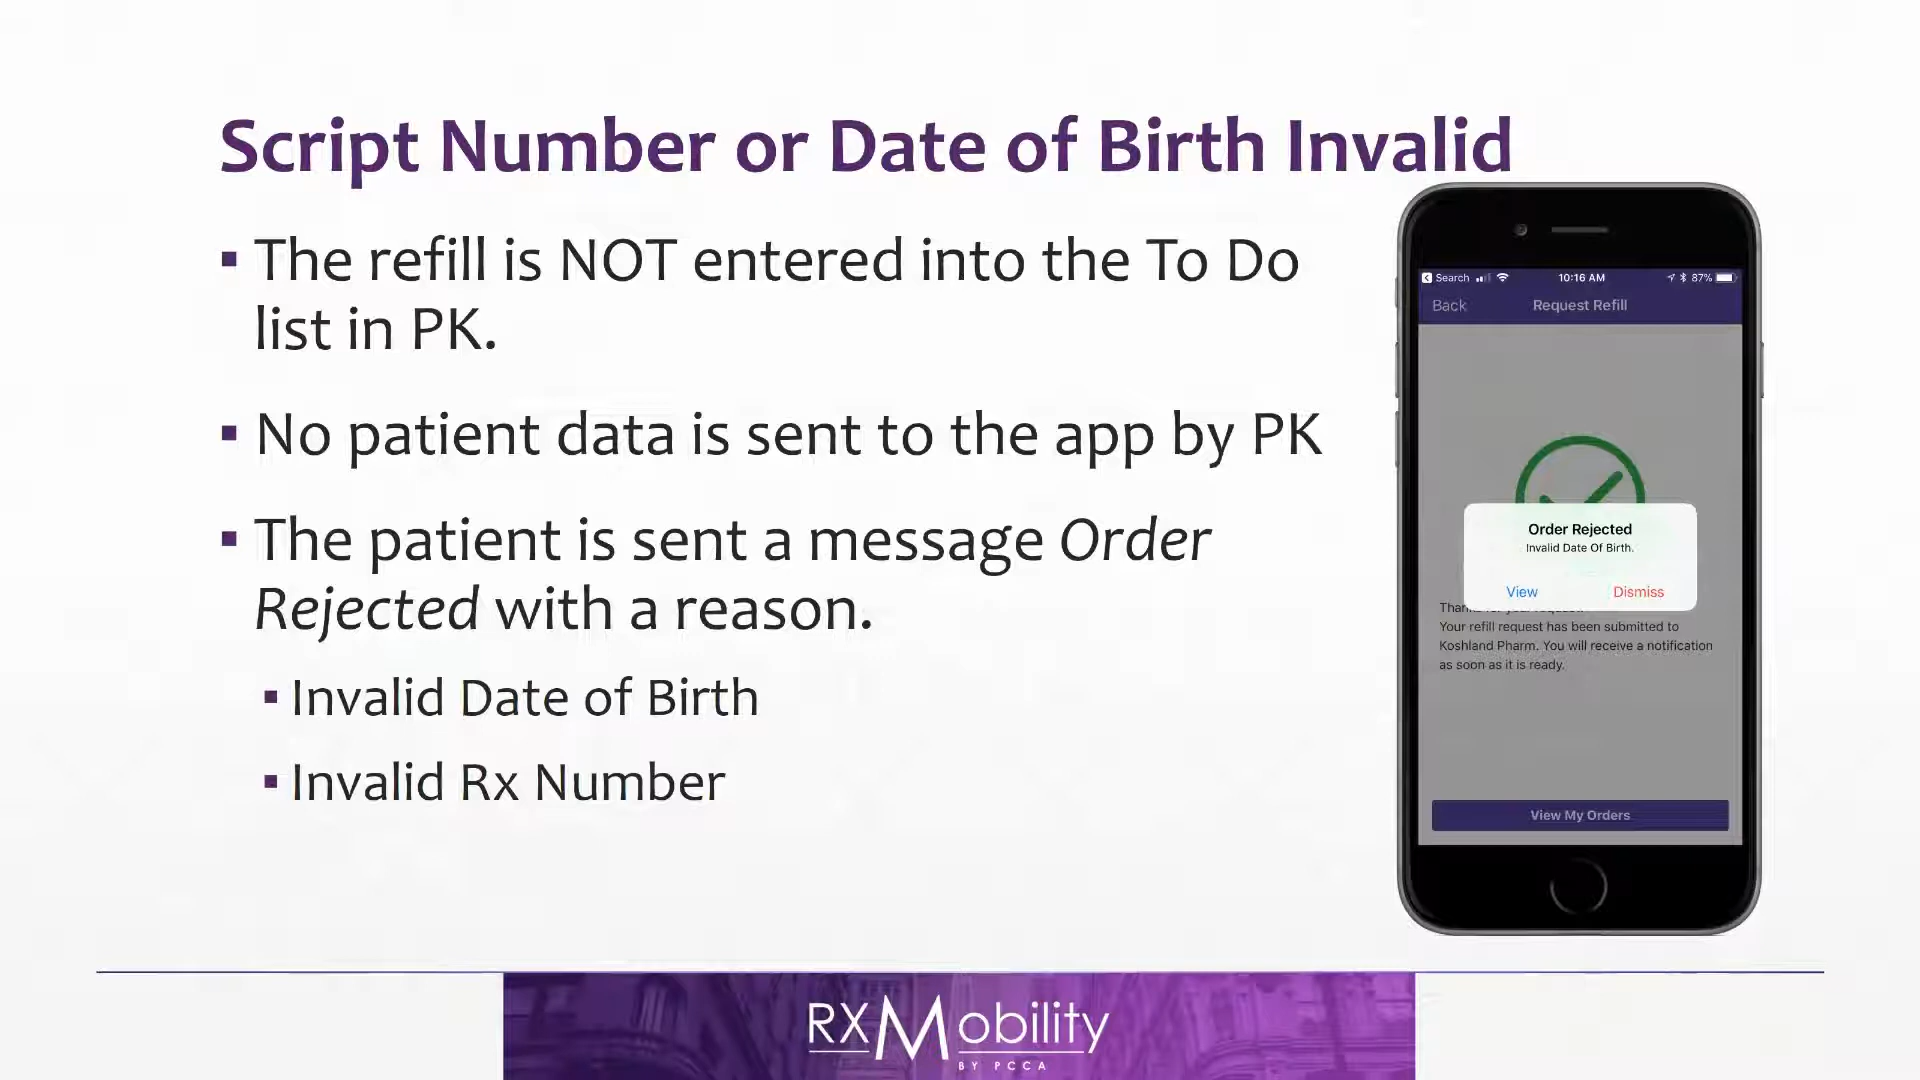 Script Number or Date of Birth Invalid
▪ The refill is NOT entered into the To Do
list in PK.
▪ No patient data is sent to the app by PK
▪ The patient is sent a message Order
Rejected with a reason.
▪ Invalid Date of Birth
▪ Invalid Rx Number
Search 10:16 AM 87%
Back Request Refill
Order Rejected
Invalid Date Of Birth.
View Dismiss
Your refill request has been submitted to
Koshland Pharm. You will receive a notification
as soon as it is ready.
View My Orders
RXMobility
BY PCCA